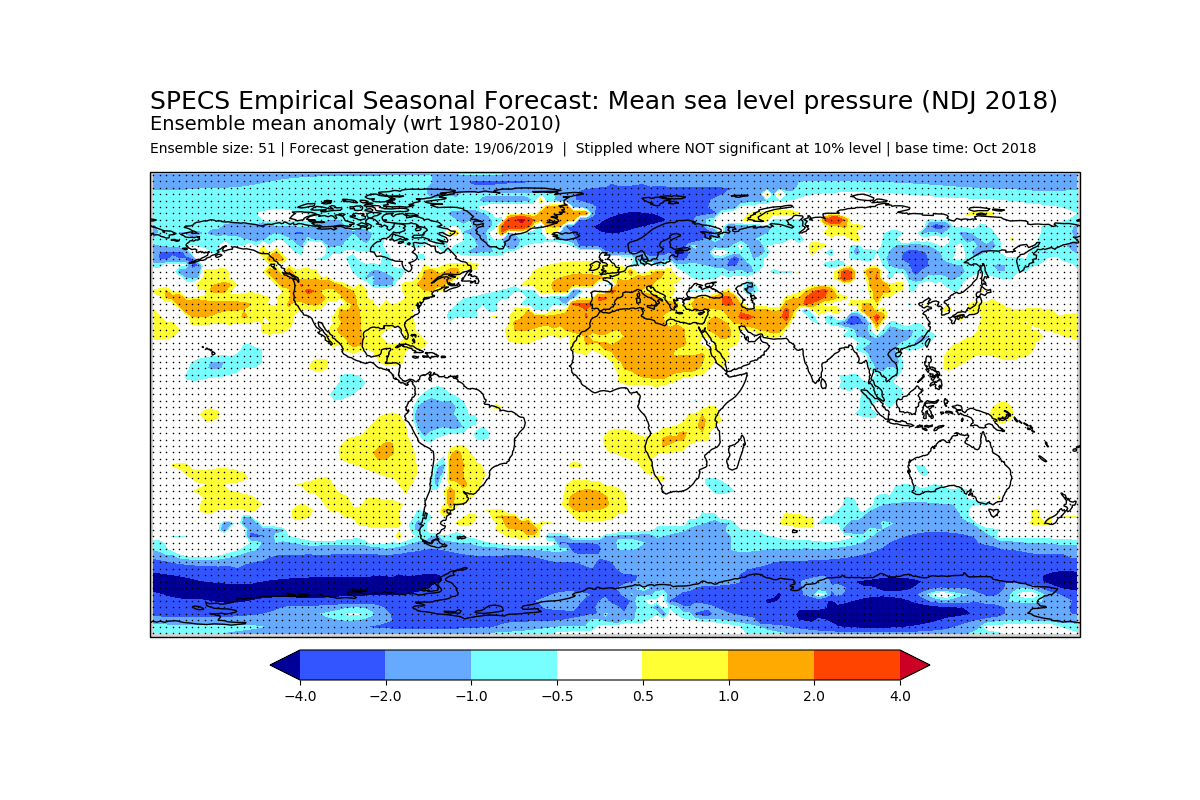 SPECS Empirical Seasonal Forecast: Mean sea level pressure (NDJ 2018)
Ensemble mean anomaly (wrt 1980-2010)
Ensemble size: 51 | Forecast generation date: 19/06/2019 | Stippled where NOT significant at 10% level | base time: Oct 2018
−4.0 −2.0 −1.0 −0.5 0.5 1.0 2.0 4.0